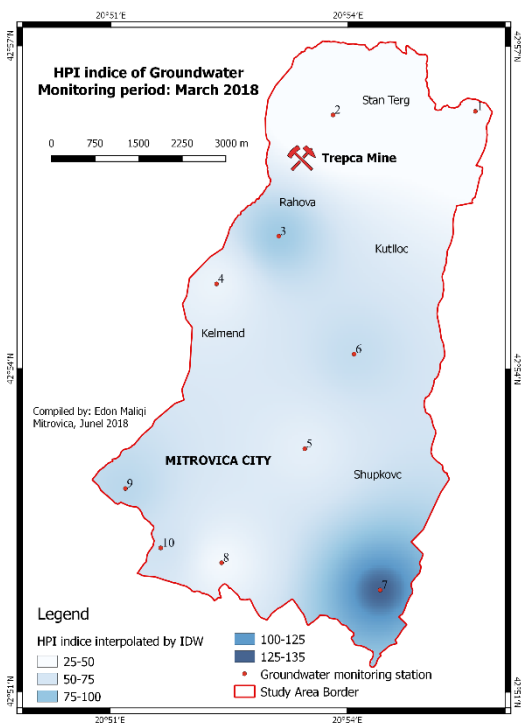 20°51'E
20°54'E
42°57'N
42°57'N
HPI indice of Groundwater
Monitoring period: March 2018
0 750 1500 2250 3000 m
Stan Terg
1
2
Trepca Mine
Rahova
3
Kutlloc
4
Kelmend
6
42°54'N
42°54'N
Compiled by: Edon Maliqi
Mitrovica, Junel 2018
5
MITROVICA CITY
Shupkovc
9
10
8
7
Legend
HPI indice interpolated by IDW
25-50
50-75
75-100
100-125
125-135
Groundwater monitoring station
Study Area Border
42°51'N
42°51'N
20°51'E
20°54'E